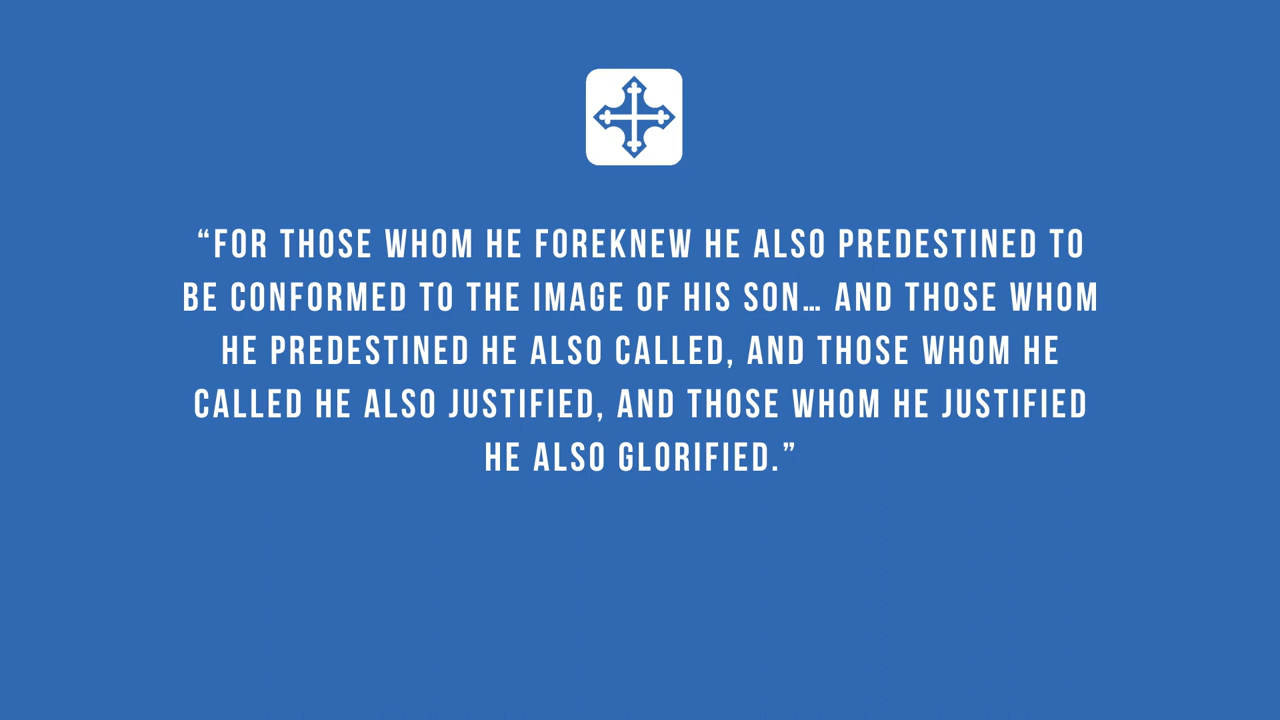 “FOR THOSE WHOM HE FOREKNEW HE ALSO PREDESTINED TO
BE CONFORMED TO THE IMAGE OF HIS SON… AND THOSE WHOM
HE PREDESTINED HE ALSO CALLED, AND THOSE WHOM HE
CALLED HE ALSO JUSTIFIED, AND THOSE WHOM HE JUSTIFIED
HE ALSO GLORIFIED.”